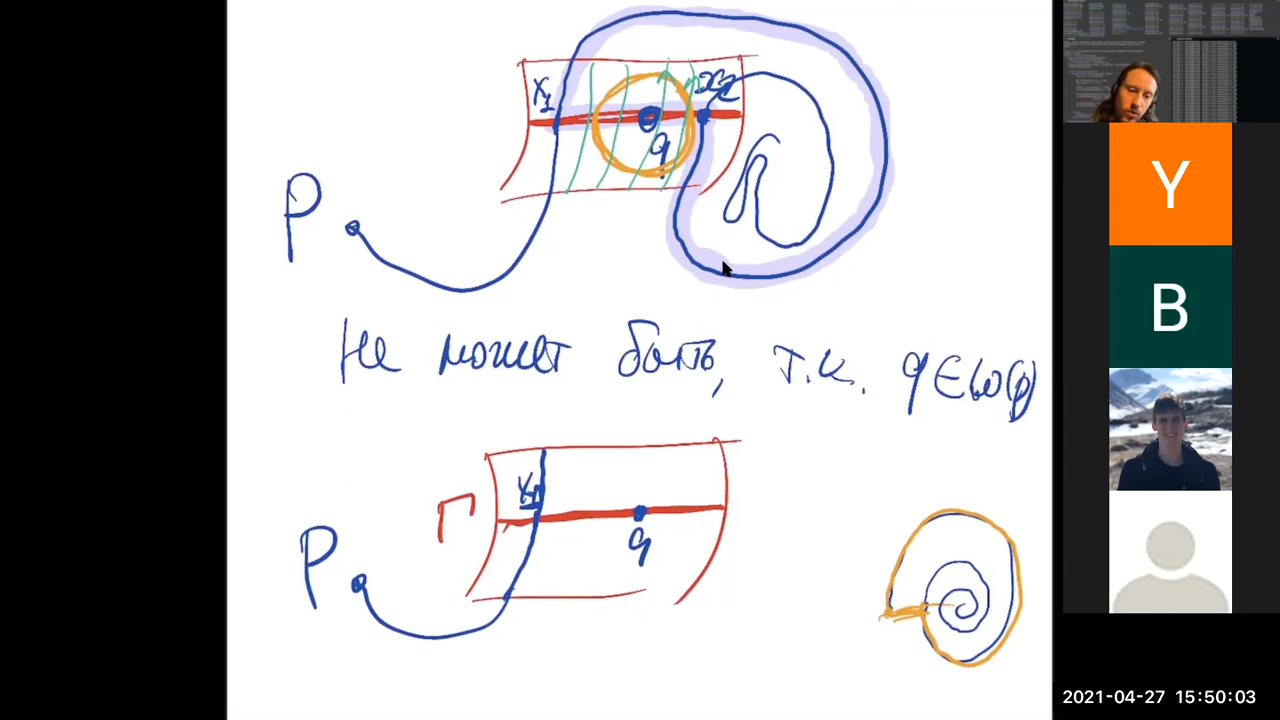 x₁ x₂
q
P
Не может быть, т.к. q∈ω(p)
Γ x₁
P q
Y
B
2021-04-27 15:50:03